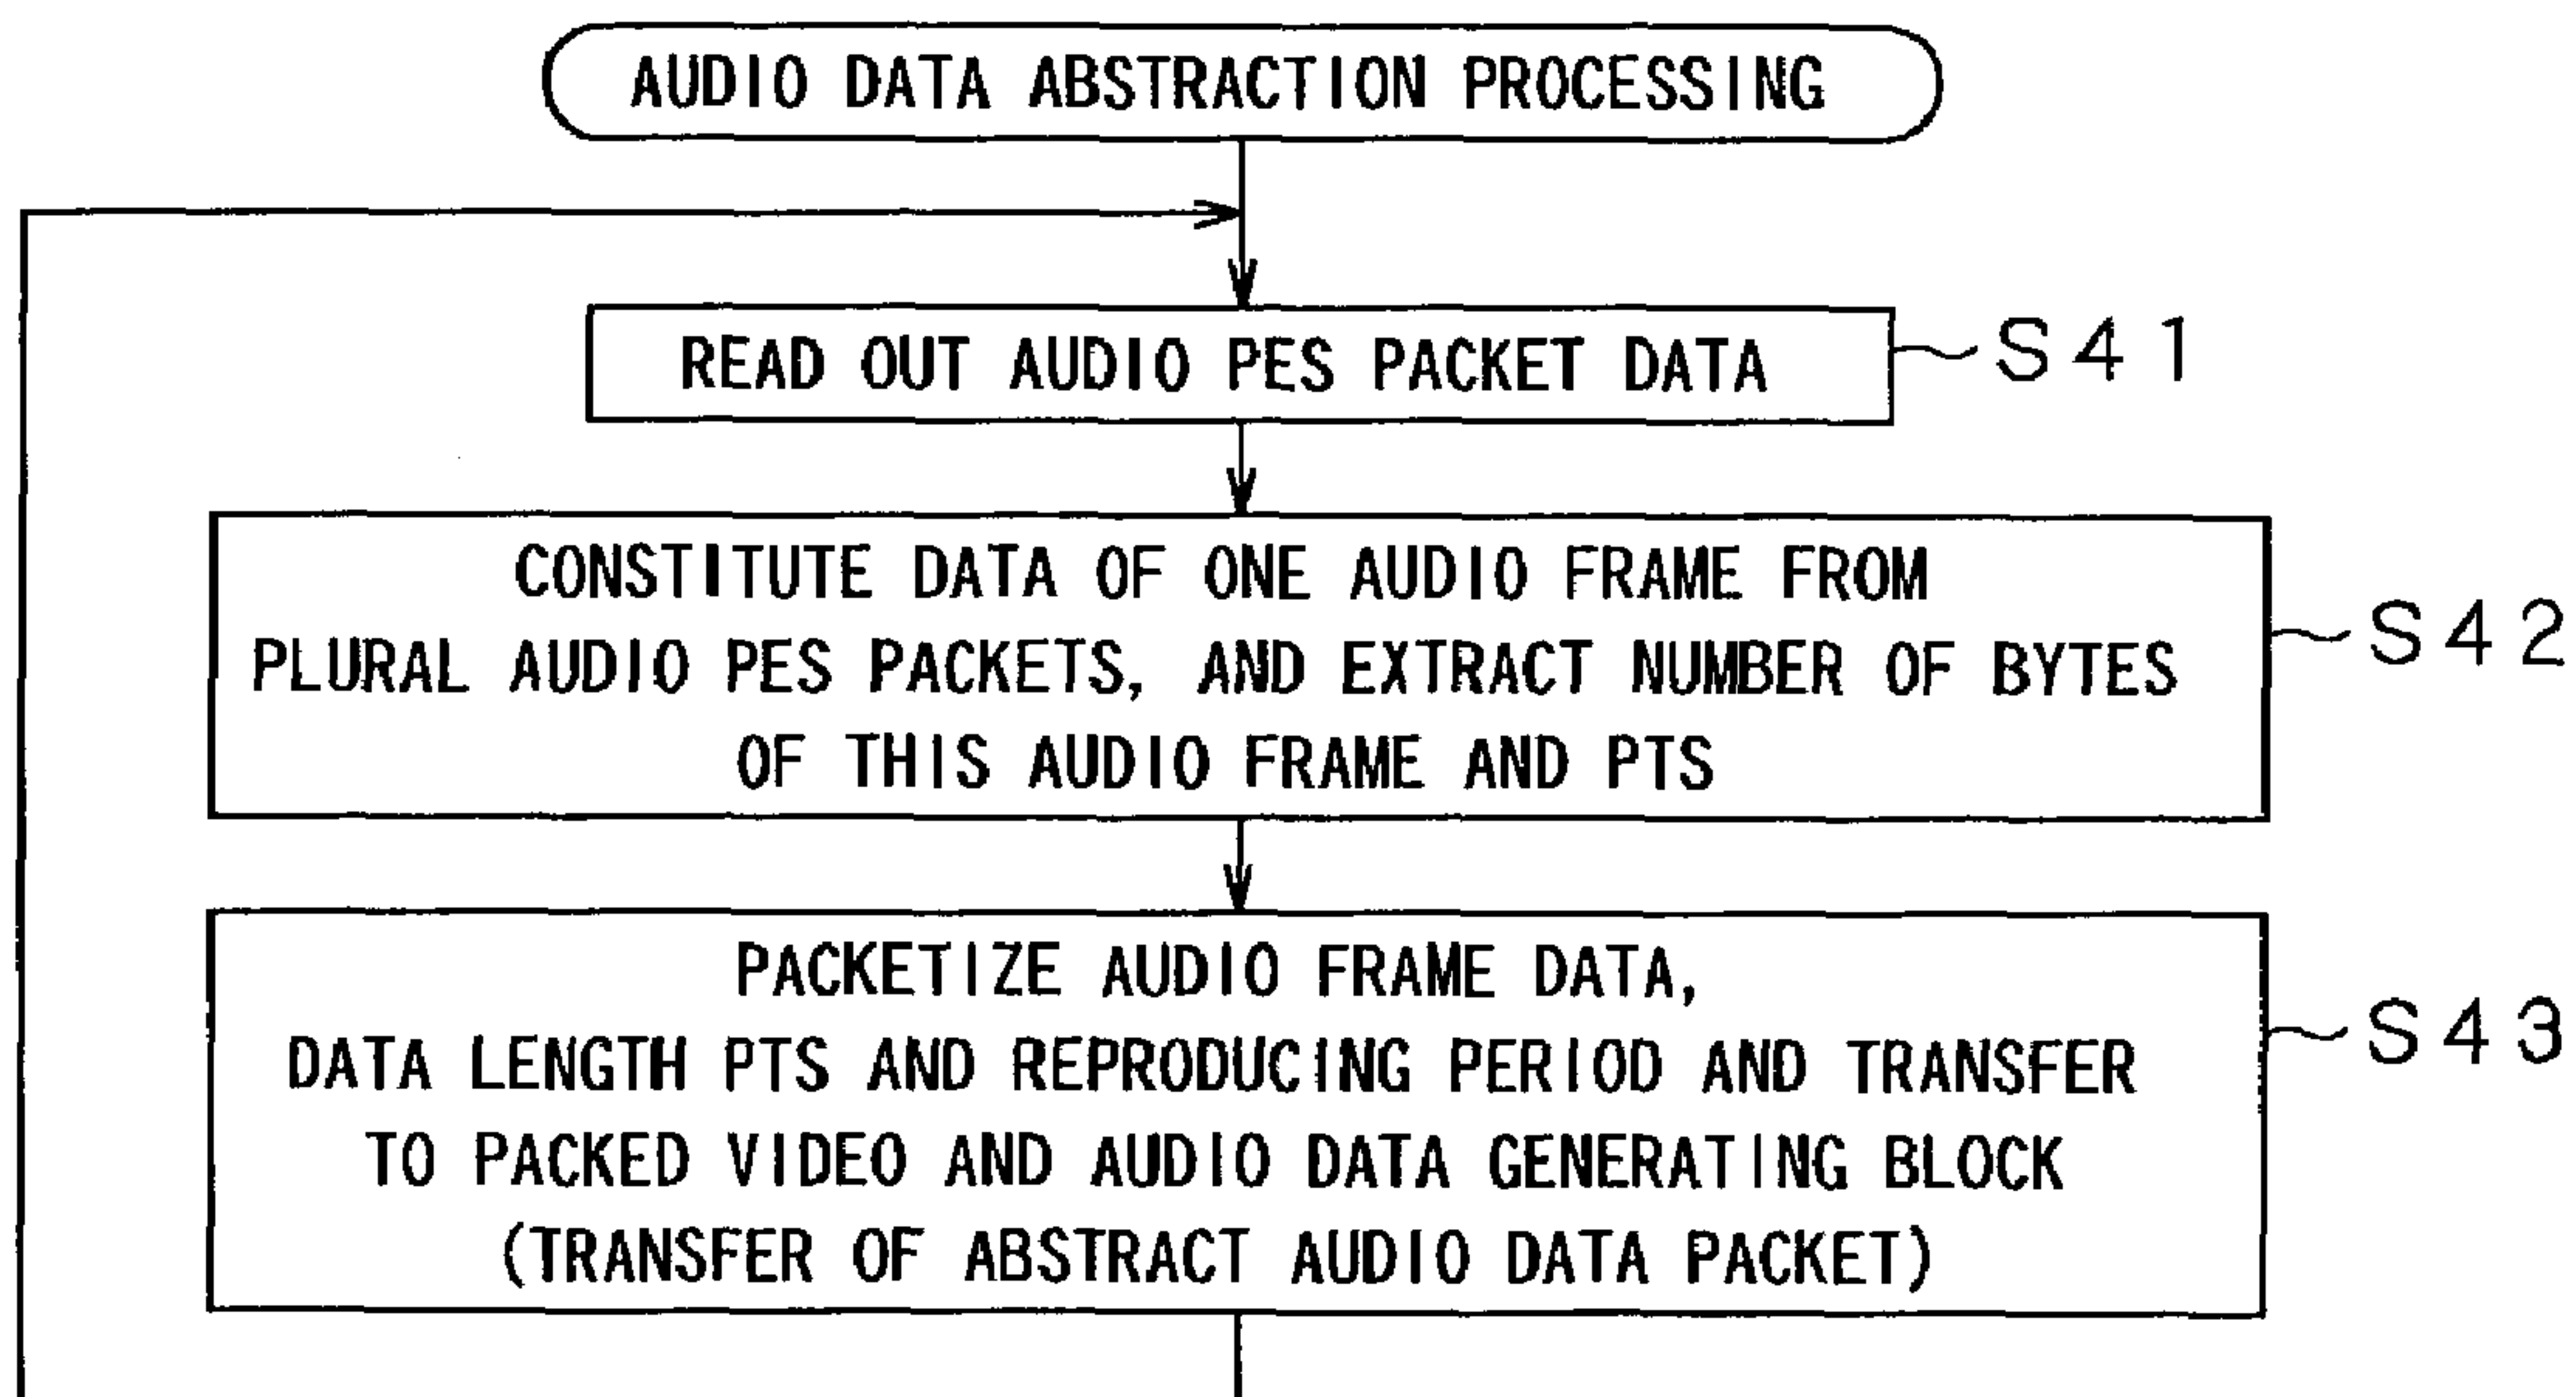 AUDIO DATA ABSTRACTION PROCESSING
READ OUT AUDIO PES PACKET DATA
S41
CONSTITUTE DATA OF ONE AUDIO FRAME FROM
PLURAL AUDIO PES PACKETS, AND EXTRACT NUMBER OF BYTES
OF THIS AUDIO FRAME AND PTS
S42
PACKETIZE AUDIO FRAME DATA,
DATA LENGTH PTS AND REPRODUCING PERIOD AND TRANSFER
TO PACKED VIDEO AND AUDIO DATA GENERATING BLOCK
(TRANSFER OF ABSTRACT AUDIO DATA PACKET)
S43